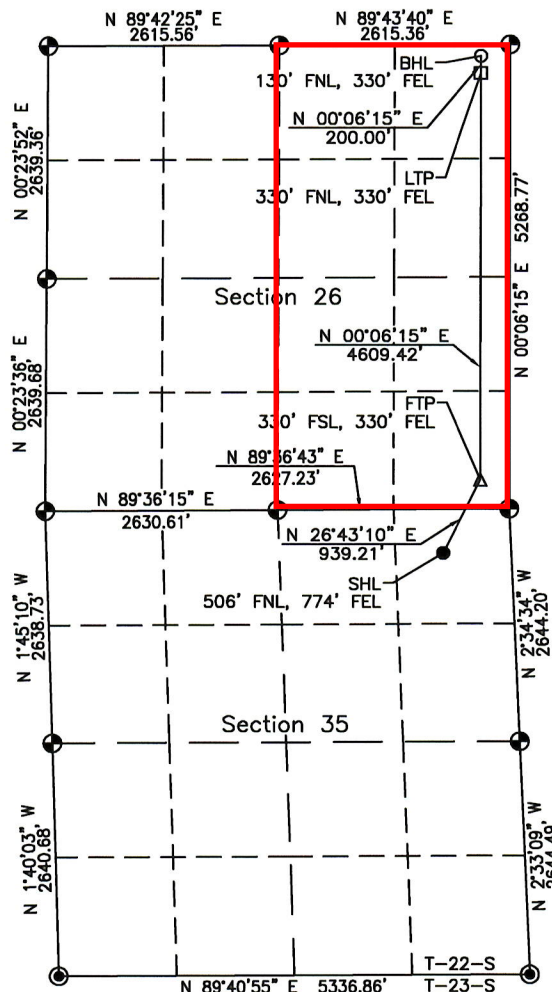 N 89°42'25" E
2615.56'
N 89°43'40" E
2615.36'
BHL
130' FNL, 330' FEL
N 00°06'15" E
200.00'
LTP
330' FNL, 330' FEL
N 00°23'52" E
2639.36'
N 00°06'15" E 5268.77'
Section 26
N 00°06'15" E
4609.42'
N 00°23'36" E
2639.68'
FTP
330' FSL, 330' FEL
N 89°36'43" E
2627.23'
N 89°36'15" E
2630.61'
N 26°43'10" E
939.21'
SHL
506' FNL, 774' FEL
N 1°45'10" W
2638.73'
N 2°34'34" W
2644.20'
Section 35
N 1°40'03" W
2640.68'
N 2°33'09" W
2644.49'
T-22-S
N 89°40'55" E 5336.86'
T-23-S